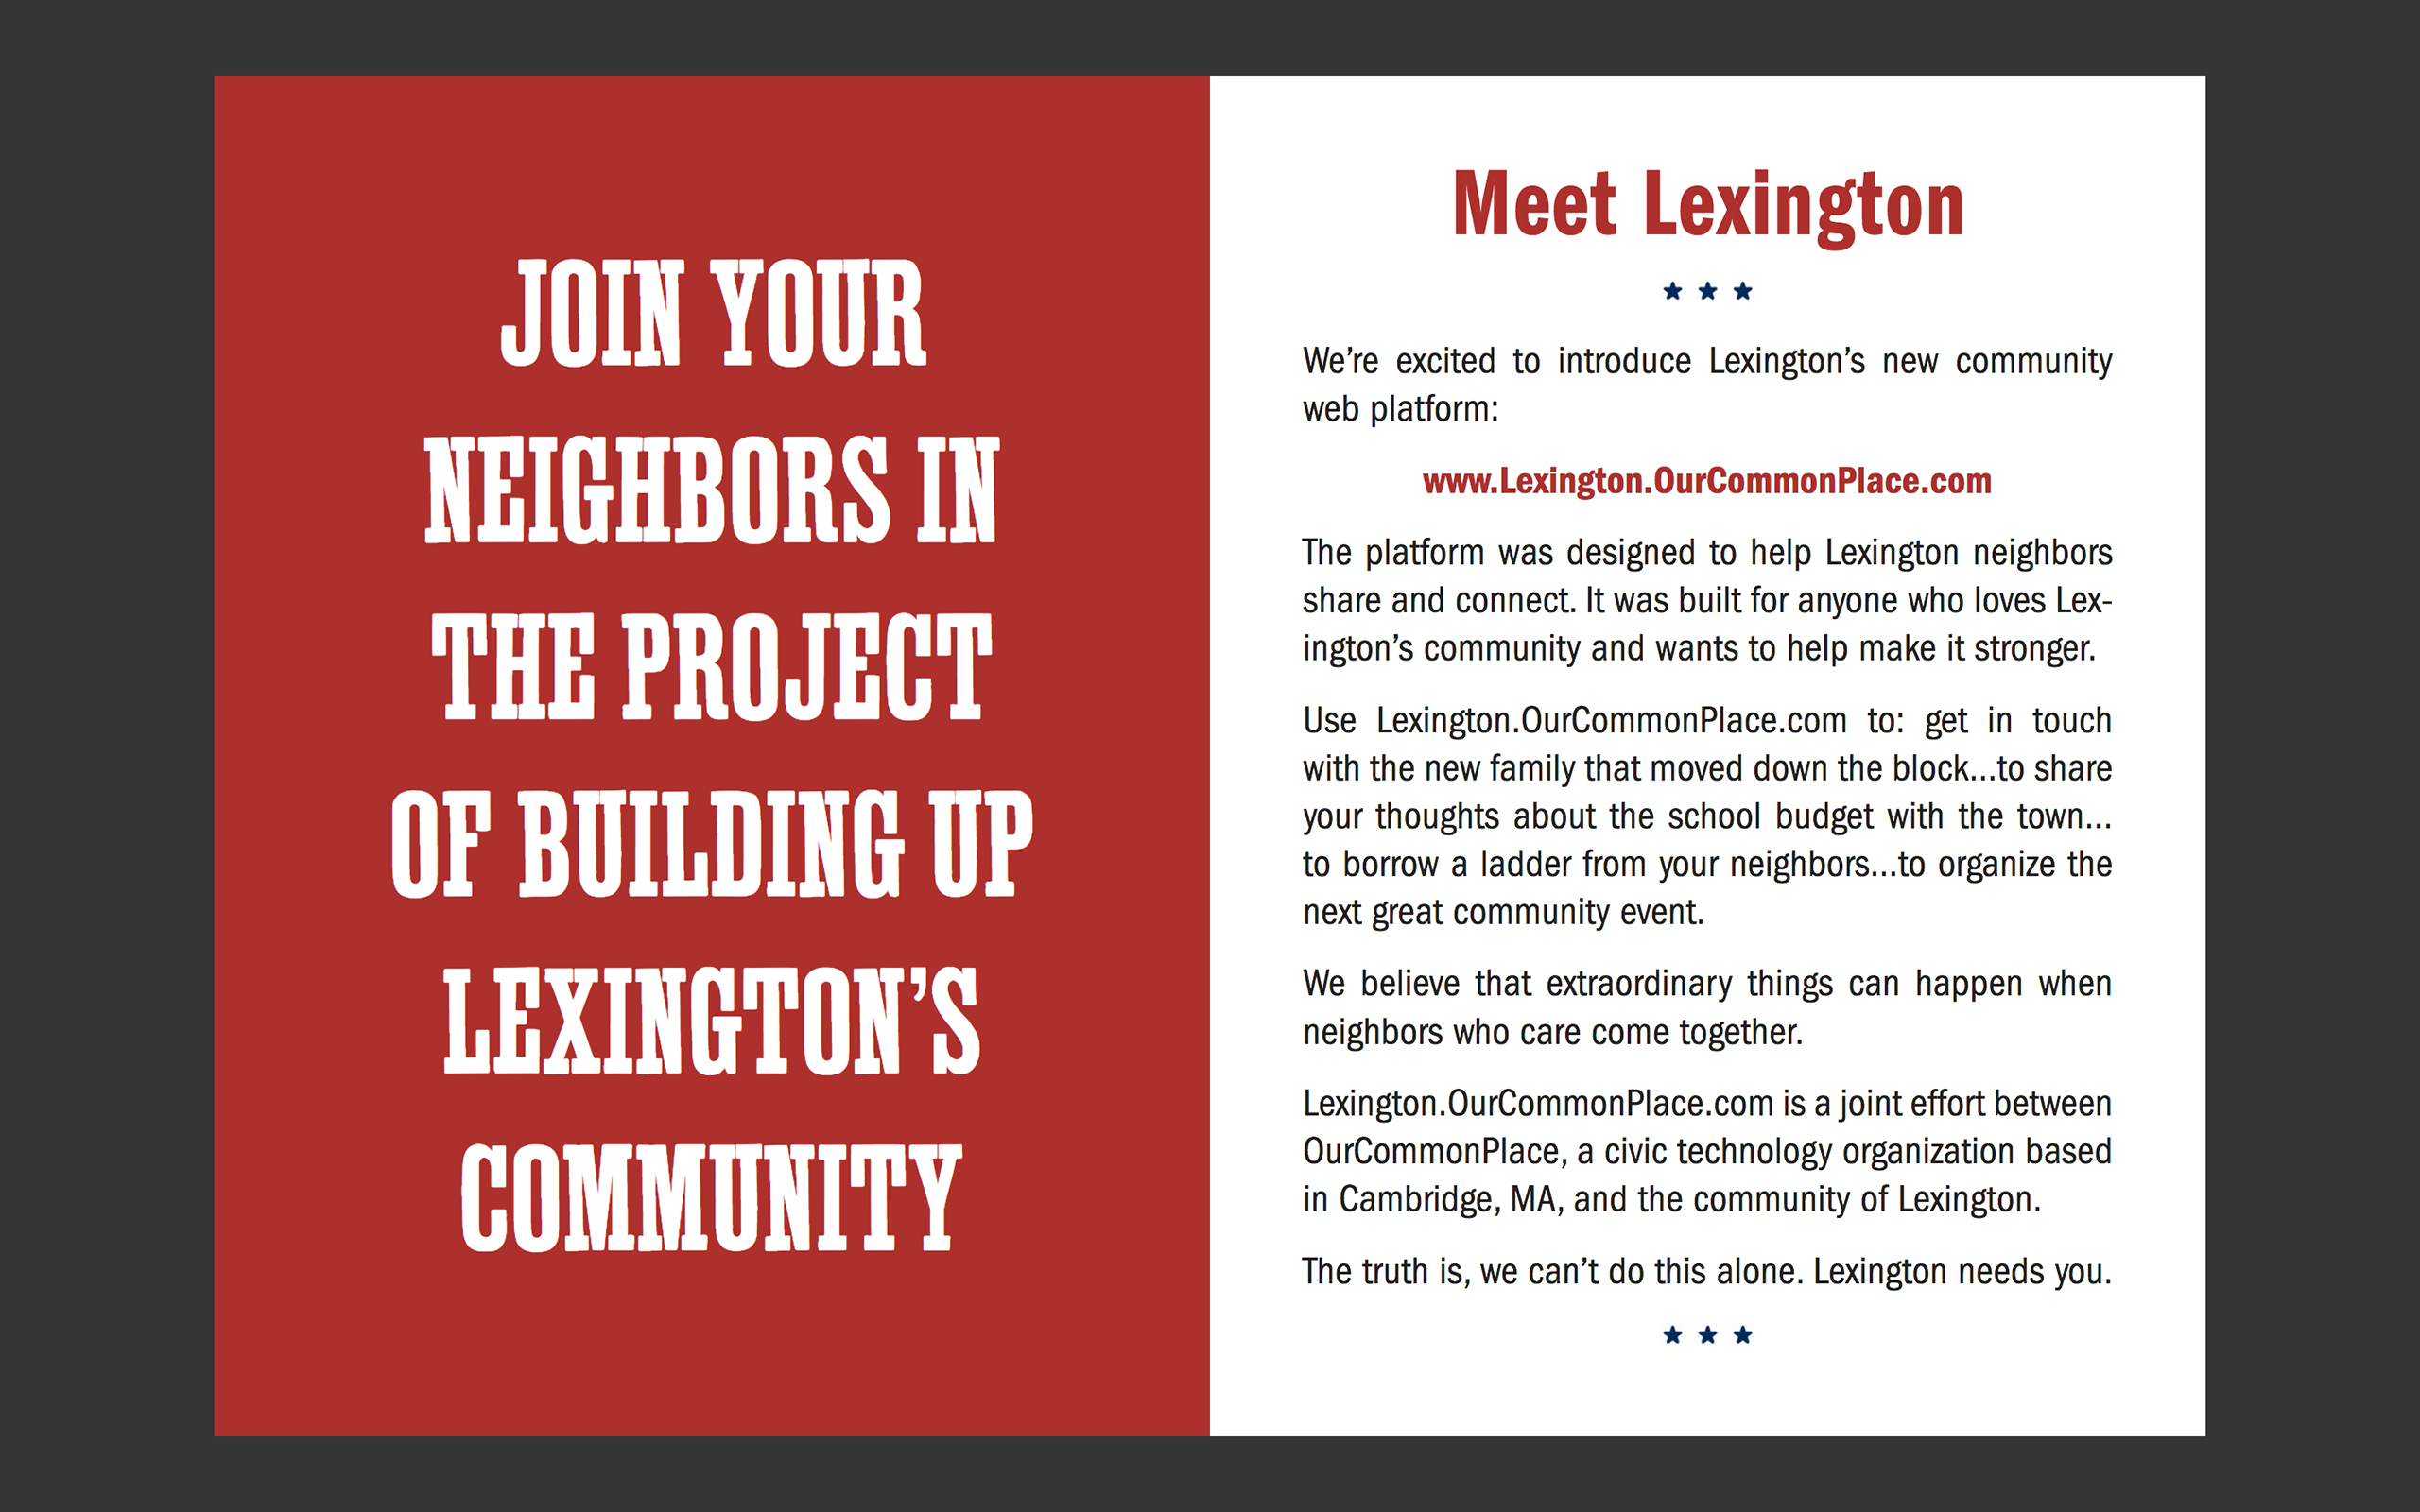 JOIN YOUR
NEIGHBORS IN
THE PROJECT
OF BUILDING UP
LEXINGTON’S
COMMUNITY
Meet Lexington
We’re excited to introduce Lexington’s new community
web platform:
www.Lexington.OurCommonPlace.com
The platform was designed to help Lexington neighbors
share and connect. It was built for anyone who loves Lex-
ington’s community and wants to help make it stronger.
Use Lexington.OurCommonPlace.com to: get in touch
with the new family that moved down the block...to share
your thoughts about the school budget with the town...
to borrow a ladder from your neighbors...to organize the
next great community event.
We believe that extraordinary things can happen when
neighbors who care come together.
Lexington.OurCommonPlace.com is a joint effort between
OurCommonPlace, a civic technology organization based
in Cambridge, MA, and the community of Lexington.
The truth is, we can’t do this alone. Lexington needs you.